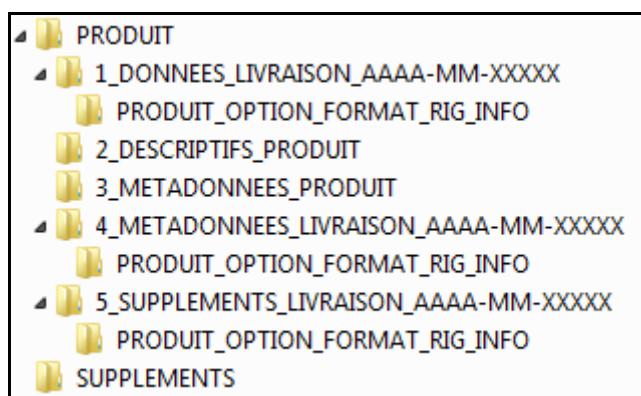 PRODUIT
1_DONNEES_LIVRAISON_AAAA-MM-XXXXX
PRODUIT_OPTION_FORMAT_RIG_INFO
2_DESCRIPTIFS_PRODUIT
3_METADONNEES_PRODUIT
4_METADONNEES_LIVRAISON_AAAA-MM-XXXXX
PRODUIT_OPTION_FORMAT_RIG_INFO
5_SUPPLEMENTS_LIVRAISON_AAAA-MM-XXXXX
PRODUIT_OPTION_FORMAT_RIG_INFO
SUPPLEMENTS